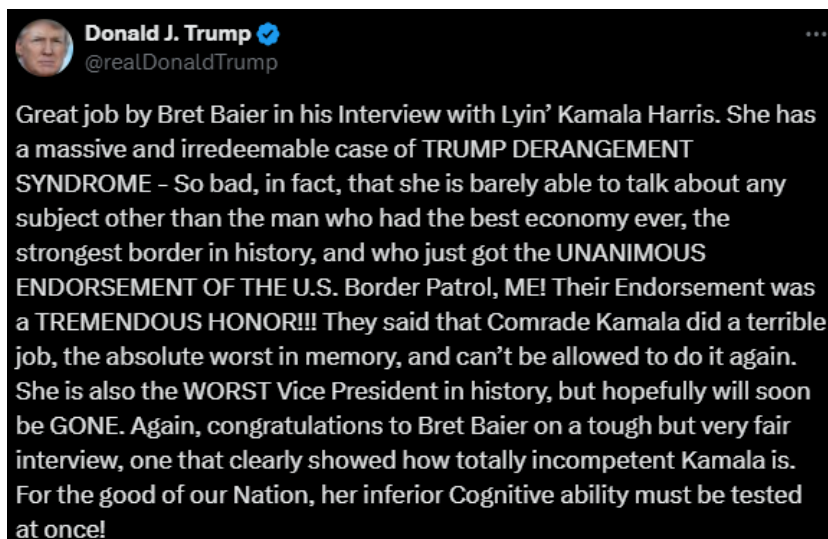 Donald J. Trump
@realDonaldTrump
Great job by Bret Baier in his Interview with Lyin’ Kamala Harris. She has
a massive and irredeemable case of TRUMP DERANGEMENT
SYNDROME - So bad, in fact, that she is barely able to talk about any
subject other than the man who had the best economy ever, the
strongest border in history, and who just got the UNANIMOUS
ENDORSEMENT OF THE U.S. Border Patrol, ME! Their Endorsement was
a TREMENDOUS HONOR!!! They said that Comrade Kamala did a terrible
job, the absolute worst in memory, and can’t be allowed to do it again.
She is also the WORST Vice President in history, but hopefully will soon
be GONE. Again, congratulations to Bret Baier on a tough but very fair
interview, one that clearly showed how totally incompetent Kamala is.
For the good of our Nation, her inferior Cognitive ability must be tested
at once!